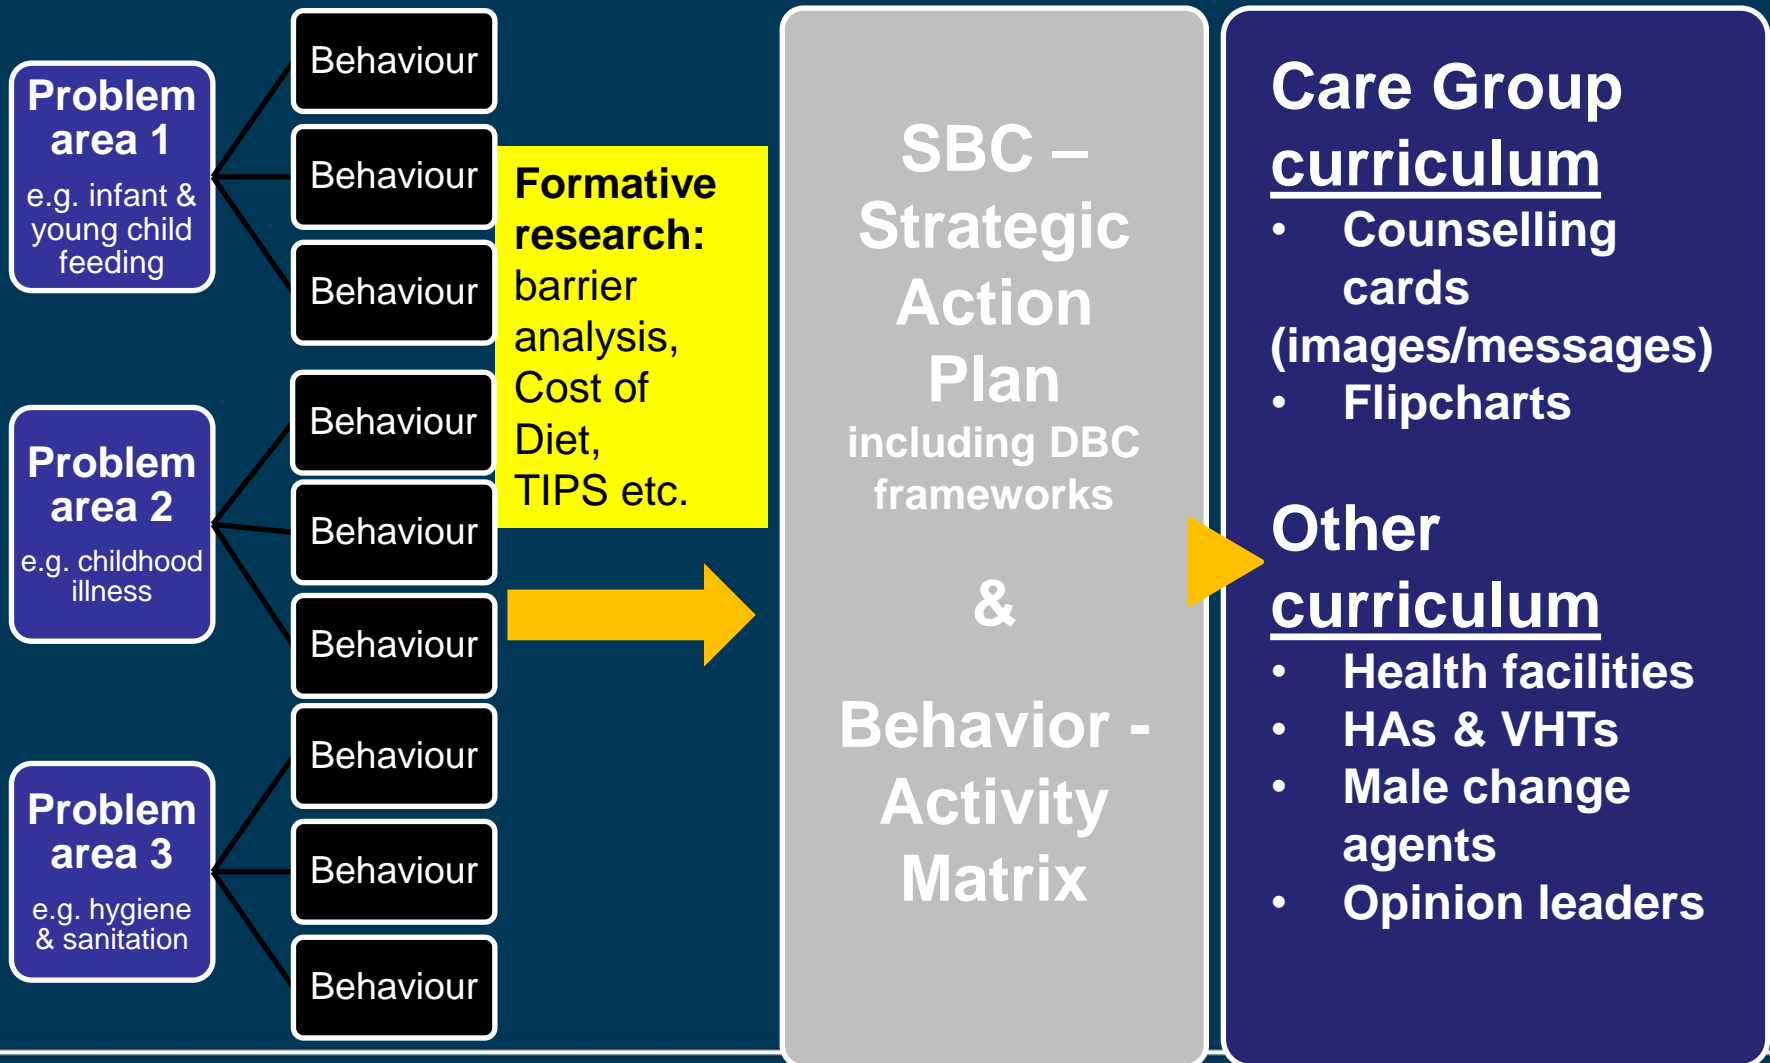 Problem
area 1
e.g. infant &
young child
feeding
Behaviour
Behaviour
Behaviour
Problem
area 2
e.g. childhood
illness
Behaviour
Behaviour
Behaviour
Problem
area 3
e.g. hygiene
& sanitation
Behaviour
Behaviour
Behaviour
Formative
research:
barrier
analysis,
Cost of
Diet,
TIPS etc.
SBC –
Strategic
Action
Plan
including DBC
frameworks
&
Behavior -
Activity
Matrix
Care Group
curriculum
• Counselling
cards
(images/messages)
• Flipcharts
Other
curriculum
• Health facilities
• HAs & VHTs
• Male change
agents
• Opinion leaders